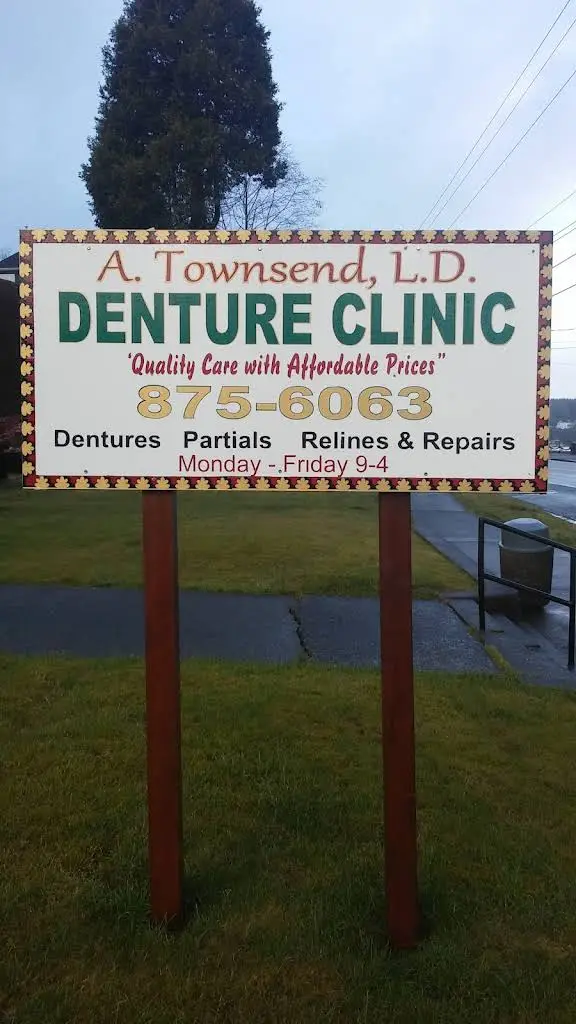 A. Townsend, L.D.
DENTURE CLINIC
'Quality Care with Affordable Prices"
875-6063
Dentures Partials Relines & Repairs
Monday - Friday 9-4